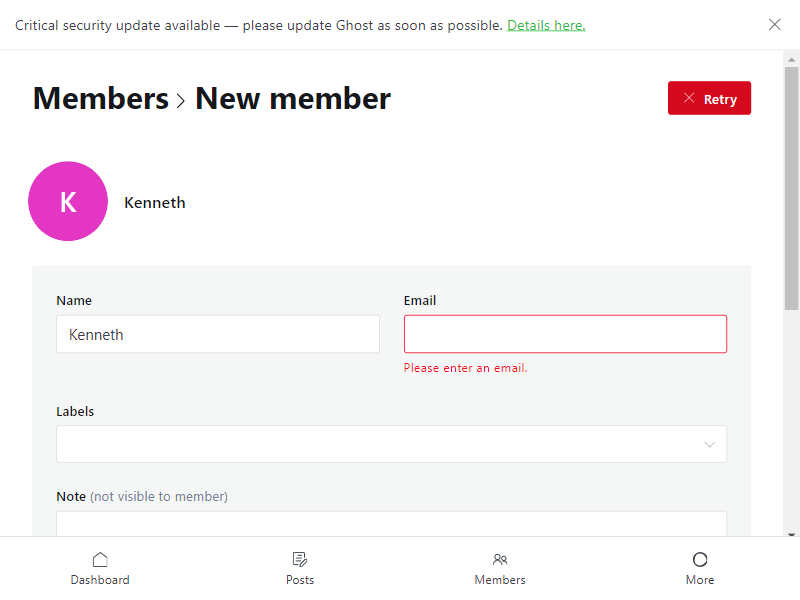 Critical security update available — please update Ghost as soon as possible. Details here.
Members > New member
Retry
K
Kenneth
Name
Email
Kenneth
Please enter an email.
Labels
Note (not visible to member)
Dashboard
Posts
Members
More